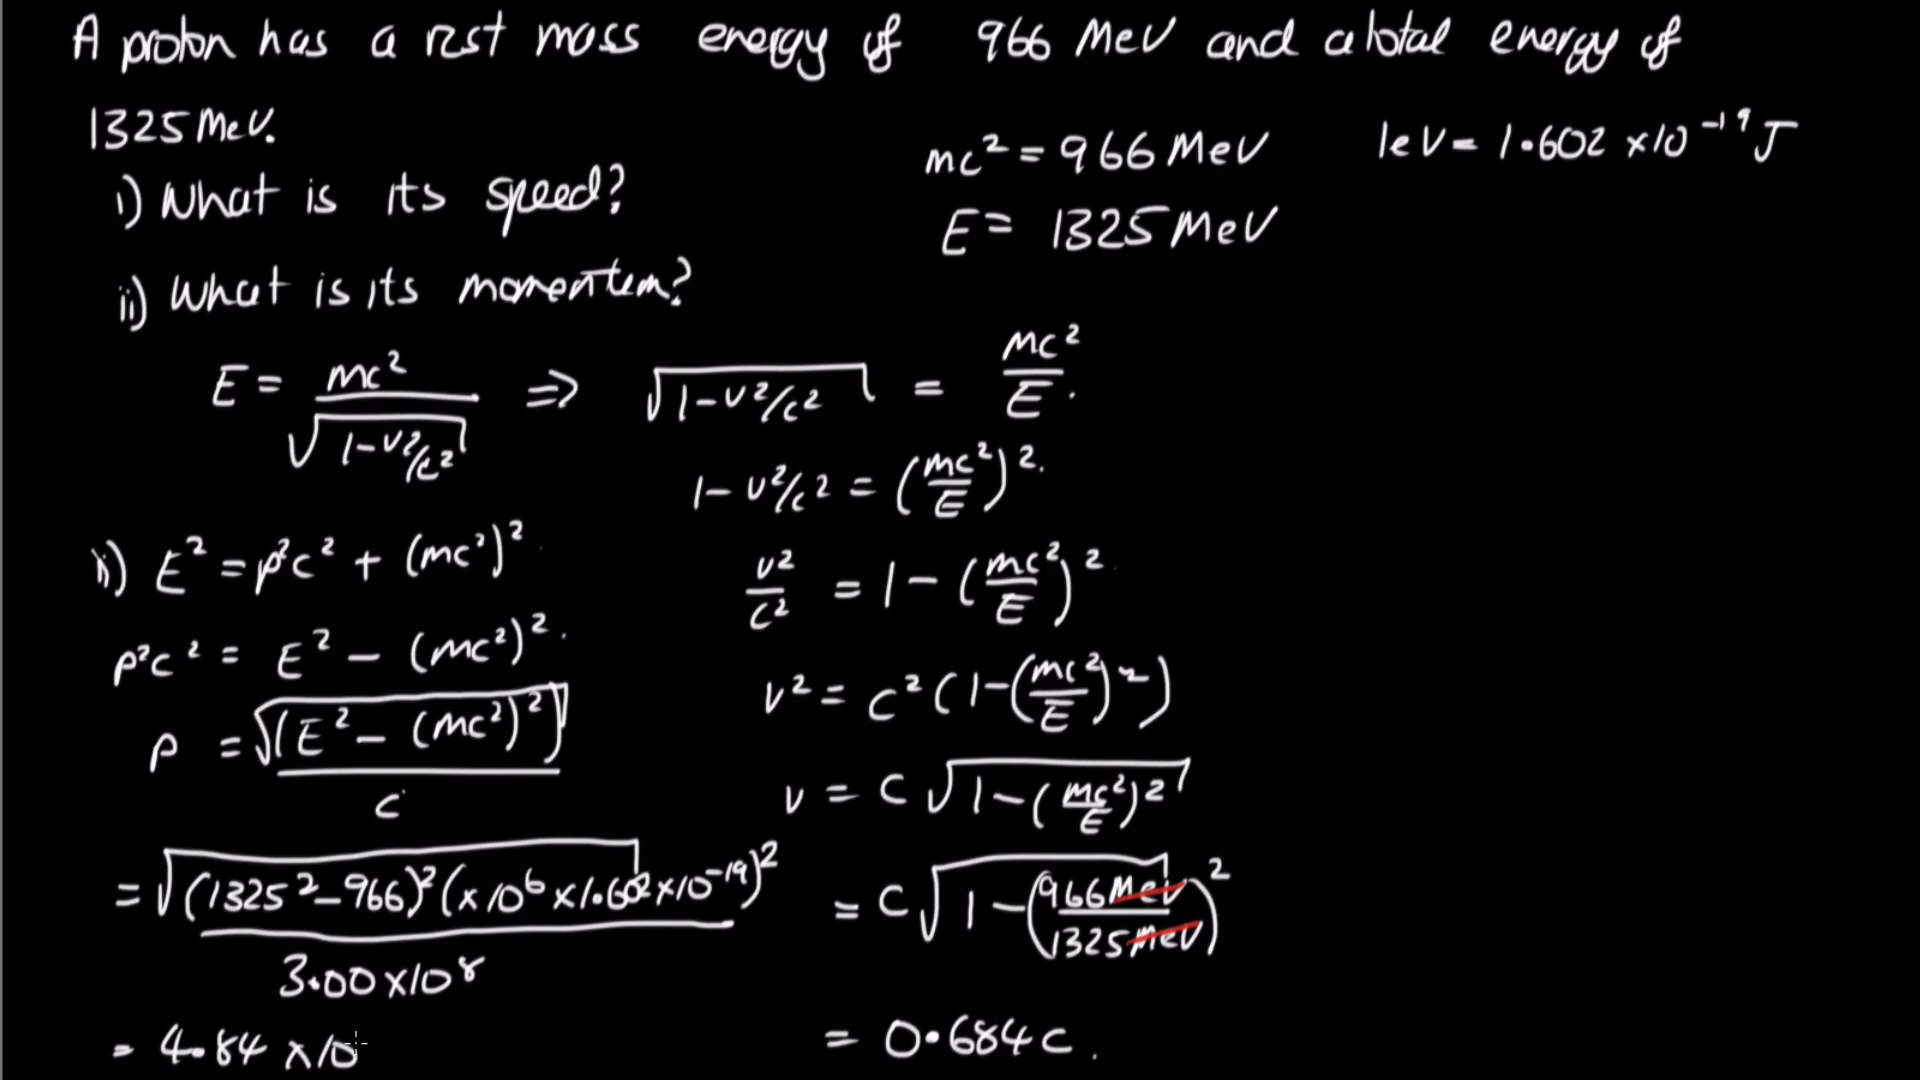 A proton has a rest mass energy of 966 MeV and a total energy of
1325 MeV.
i) What is its speed?
ii) What is its momentum?
mc² = 966 MeV
1eV = 1.602 × 10⁻¹⁹ J
E = 1325 MeV
E = mc² / √(1-v²/c²) => √(1-v²/c²) = mc²/E.
1-v²/c² = (mc²/E)².
v²/c² = 1 - (mc²/E)²
v² = c²(1-(mc²/E)²)
v = c√(1-(mc²/E)²)
= c√(1-(966MeV/1325MeV)²)
= 0.684c.
ii) E² = p²c² + (mc²)²
p²c² = E² - (mc²)².
p = √(E² - (mc²)²) / c
= √(1325²-966)²(×10⁶×1.602×10⁻¹⁹)² / 3.00×10⁸
= 4.84 ×10⁻